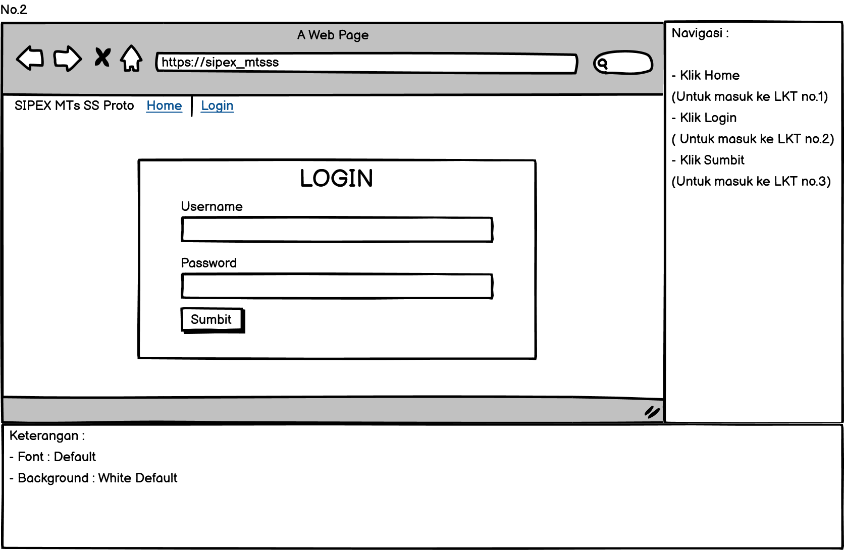 No.2
A Web Page
https://sipex_mtsss
SIPEX MTs SS Proto Home Login
LOGIN
Username
Password
Sumbit
Navigasi :
- Klik Home
(Untuk masuk ke LKT no.1)
- Klik Login
( Untuk masuk ke LKT no.2)
- Klik Sumbit
(Untuk masuk ke LKT no.3)
Keterangan :
- Font : Default
- Background : White Default